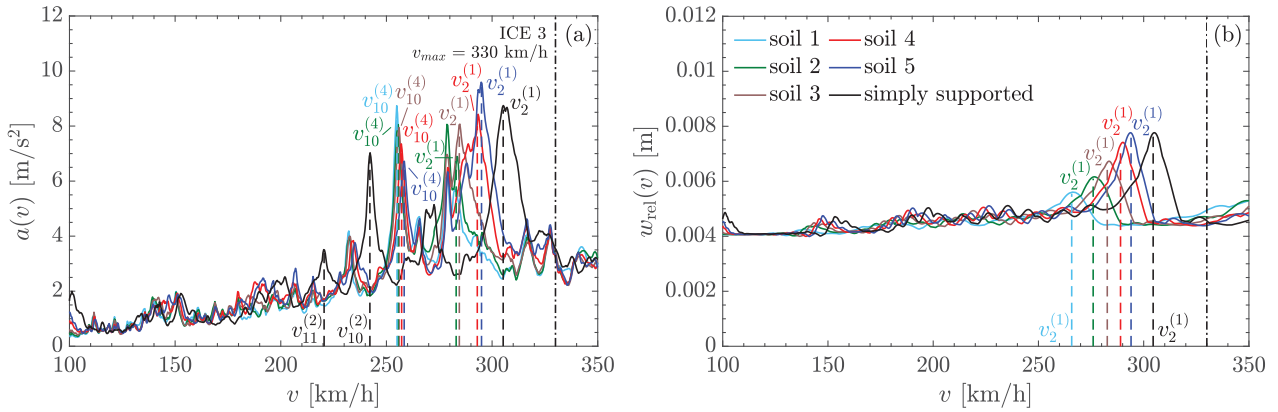 ICE 3
v_max = 330 km/h
(a)
v_10^(4)
v_10^(4)
v_10^(4)
v_10^(4)
v_10^(4)
v_2^(1)
v_2^(1)
v_2^(1)
v_2^(1)
v_2^(1)
v_11^(2)
v_10^(2)
12
10
8
6
4
2
0
a(v) [m/s²]
100 150 200 250 300 350
v [km/h]
(b)
soil 1
soil 2
soil 3
soil 4
soil 5
simply supported
v_2^(1)
v_2^(1)
v_2^(1)
v_2^(1)
v_2^(1)
v_2^(1)
0.012
0.01
0.008
0.006
0.004
0.002
0
w_rel(v) [m]
100 150 200 250 300 350
v [km/h]